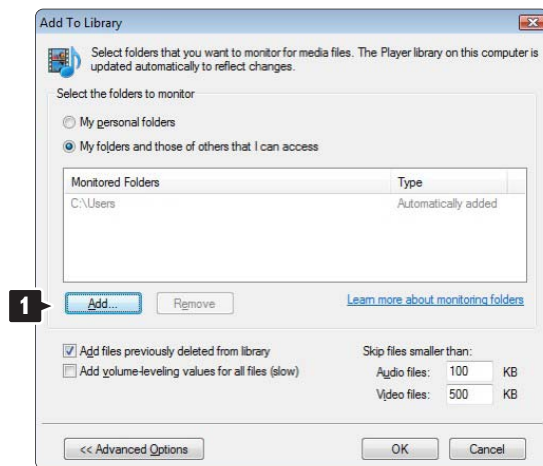 Add To Library
Select folders that you want to monitor for media files. The Player library on this computer is
updated automatically to reflect changes.
Select the folders to monitor
My personal folders
My folders and those of others that I can access
Monitored Folders Type
C:\Users Automatically added
1 Add... Remove Learn more about monitoring folders
Add files previously deleted from library Skip files smaller than:
Add volume-leveling values for all files (slow) Audio files: 100 KB
Video files: 500 KB
<< Advanced Options OK Cancel